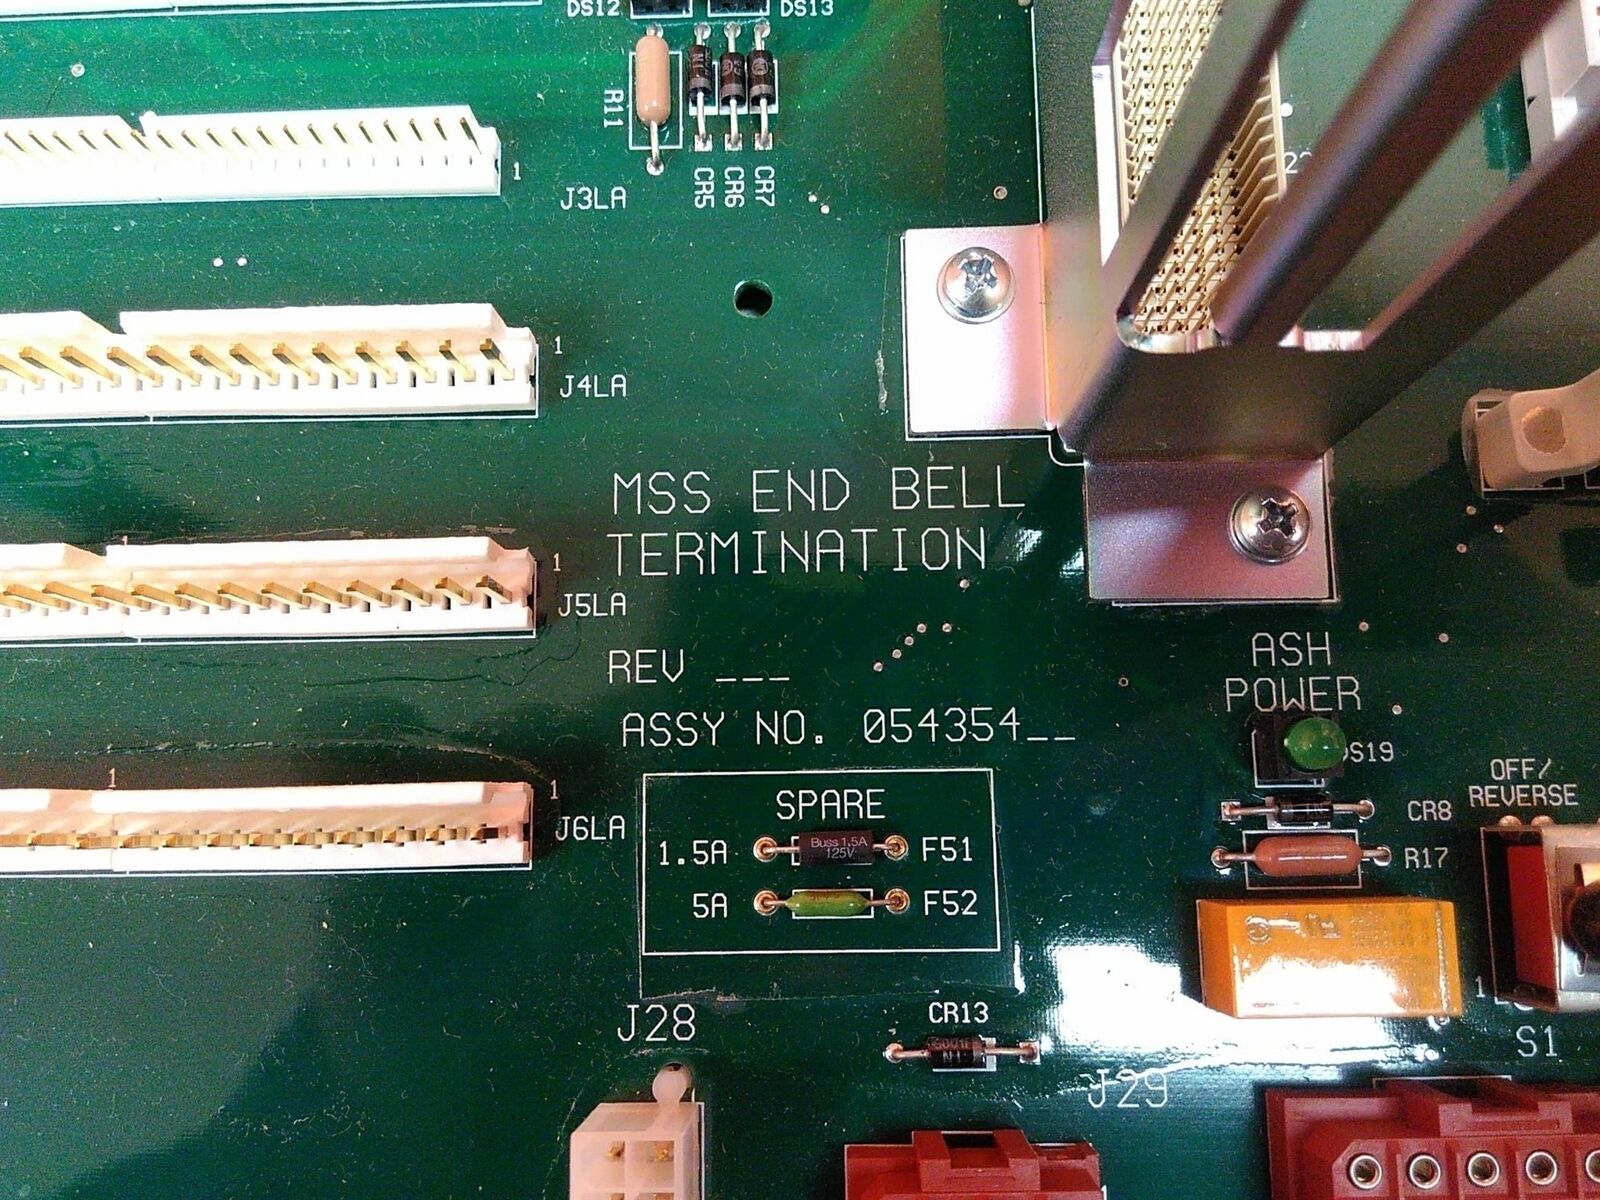 DS12
DS13
R11
CR5
CR6
CR7
1
J3LA
1
J4LA
MSS END BELL
TERMINATION
1
J5LA
REV ___
ASSY NO. 054354__
ASH
POWER
DS19
OFF/
REVERSE
CR8
R17
1
1
J6LA
SPARE
1.5A
Buss 1.5A
125V
F51
5A
F52
J28
CR13
1
S1
J29
1